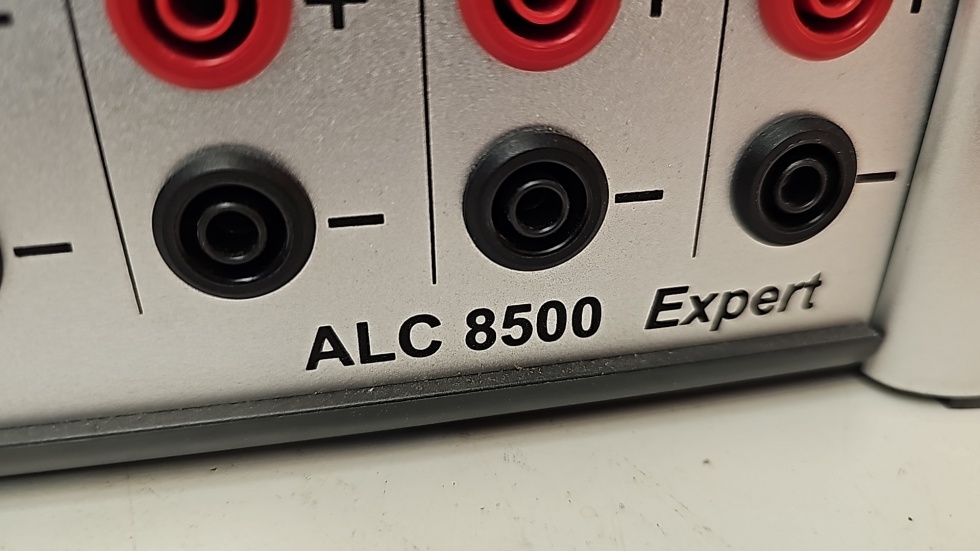 + + +
− − − −
ALC 8500 Expert